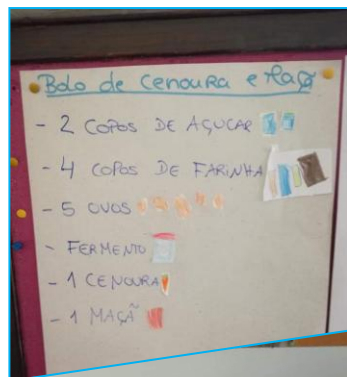 Bolo de Cenoura e Maçã
- 2 COPOS DE AÇUCAR
- 4 COPOS DE FARINHA
- 5 OVOS
- FERMENTO
- 1 CENOURA
- 1 MAÇÃ